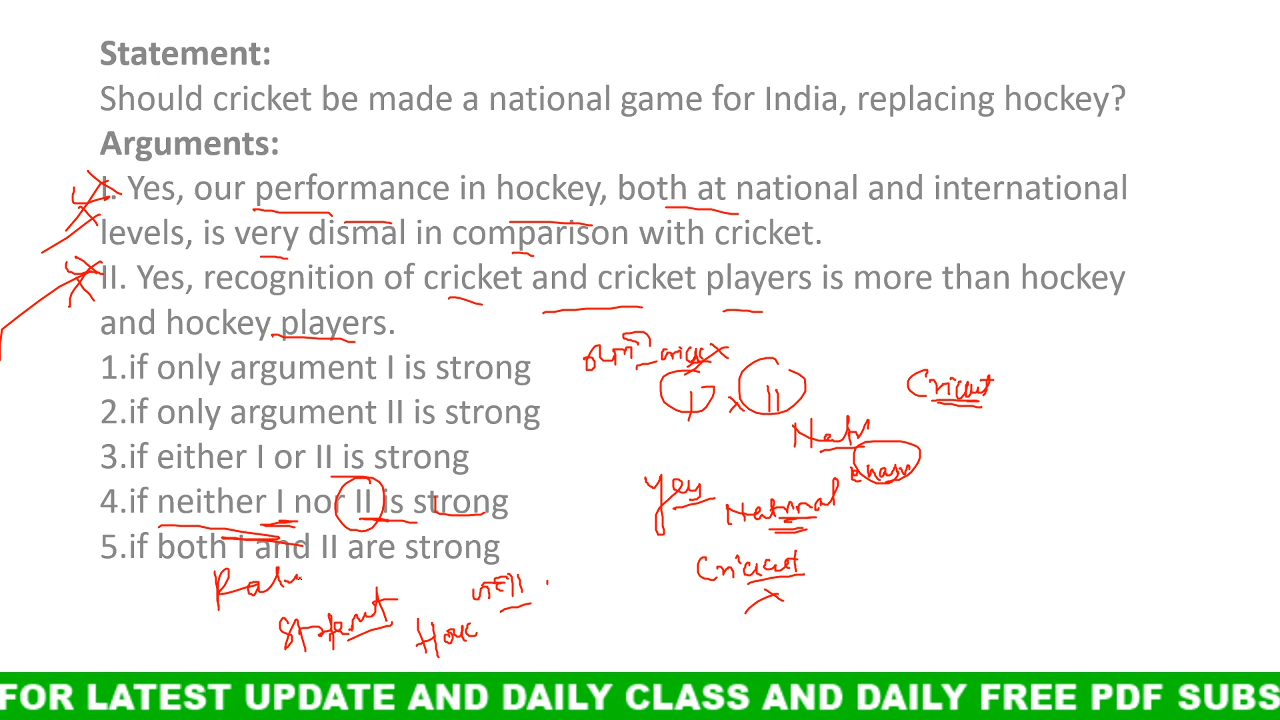 Statement:
Should cricket be made a national game for India, replacing hockey?
Arguments:
I. Yes, our performance in hockey, both at national and international
levels, is very dismal in comparison with cricket.
II. Yes, recognition of cricket and cricket players is more than hockey
and hockey players.
1.if only argument I is strong
2.if only argument II is strong
3.if either I or II is strong
4.if neither I nor II is strong
5.if both I and II are strong
I x II
Cricket
Yes
National
Cricket
Statement
FOR LATEST UPDATE AND DAILY CLASS AND DAILY FREE PDF SUBS